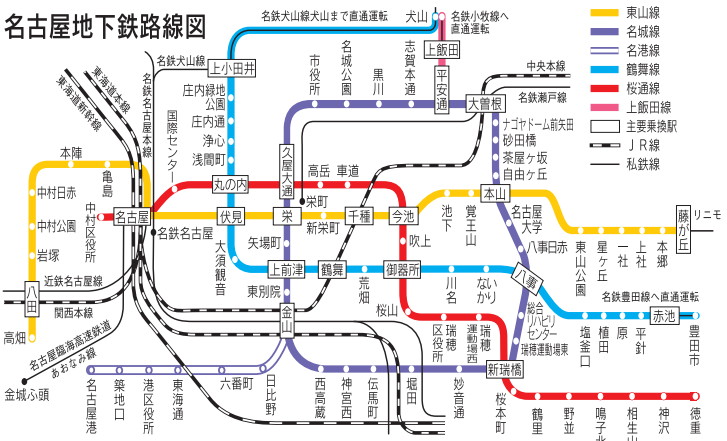 名古屋地下鉄路線図
名鉄犬山線犬山まで直通運転
犬山
名鉄小牧線へ
直通運転
東山線
名城線
名港線
鶴舞線
桜通線
上飯田線
主要乗換駅
JR線
私鉄線
上飯田
平安通
名鉄犬山線
上小田井
市役所
名城公園
黒川
志賀本通
大曽根
中央本線
名鉄瀬戸線
東海道本線
東海道新幹線
名鉄名古屋本線
国際センター
庄内緑地
公園
庄内通
浄心
浅間町
ナゴヤドーム前矢田
砂田橋
茶屋ヶ坂
自由ヶ丘
本陣
亀島
中村日赤
中村公園
岩塚
中村区役所
名古屋
名鉄名古屋
丸の内
久屋大通
高岳
車道
栄町
伏見
栄
新栄町
千種
今池
池下
覚王山
本山
名古屋
大学
藤が丘
リニモ
吹上
矢場町
大須観音
八事日赤
東山公園
星ヶ丘
一社
上社
本郷
近鉄名古屋線
関西本線
八田
高畑
上前津
鶴舞
荒畑
御器所
川名
いりなか
八事
東別院
金山
桜山
瑞穂
区役所
瑞穂
運動場西
総合
リハビリ
センター
瑞穂運動場東
名鉄豊田線へ直通運転
塩釜口
植田
原
平針
赤池
豊田市
名古屋臨海高速鉄道
あおなみ線
金城ふ頭
名古屋港
築地口
港区役所
東海通
六番町
日比野
西高蔵
神宮西
伝馬町
堀田
妙音通
新瑞橋
桜本町
鶴里
野並
鳴子北
相生山
神沢
徳重